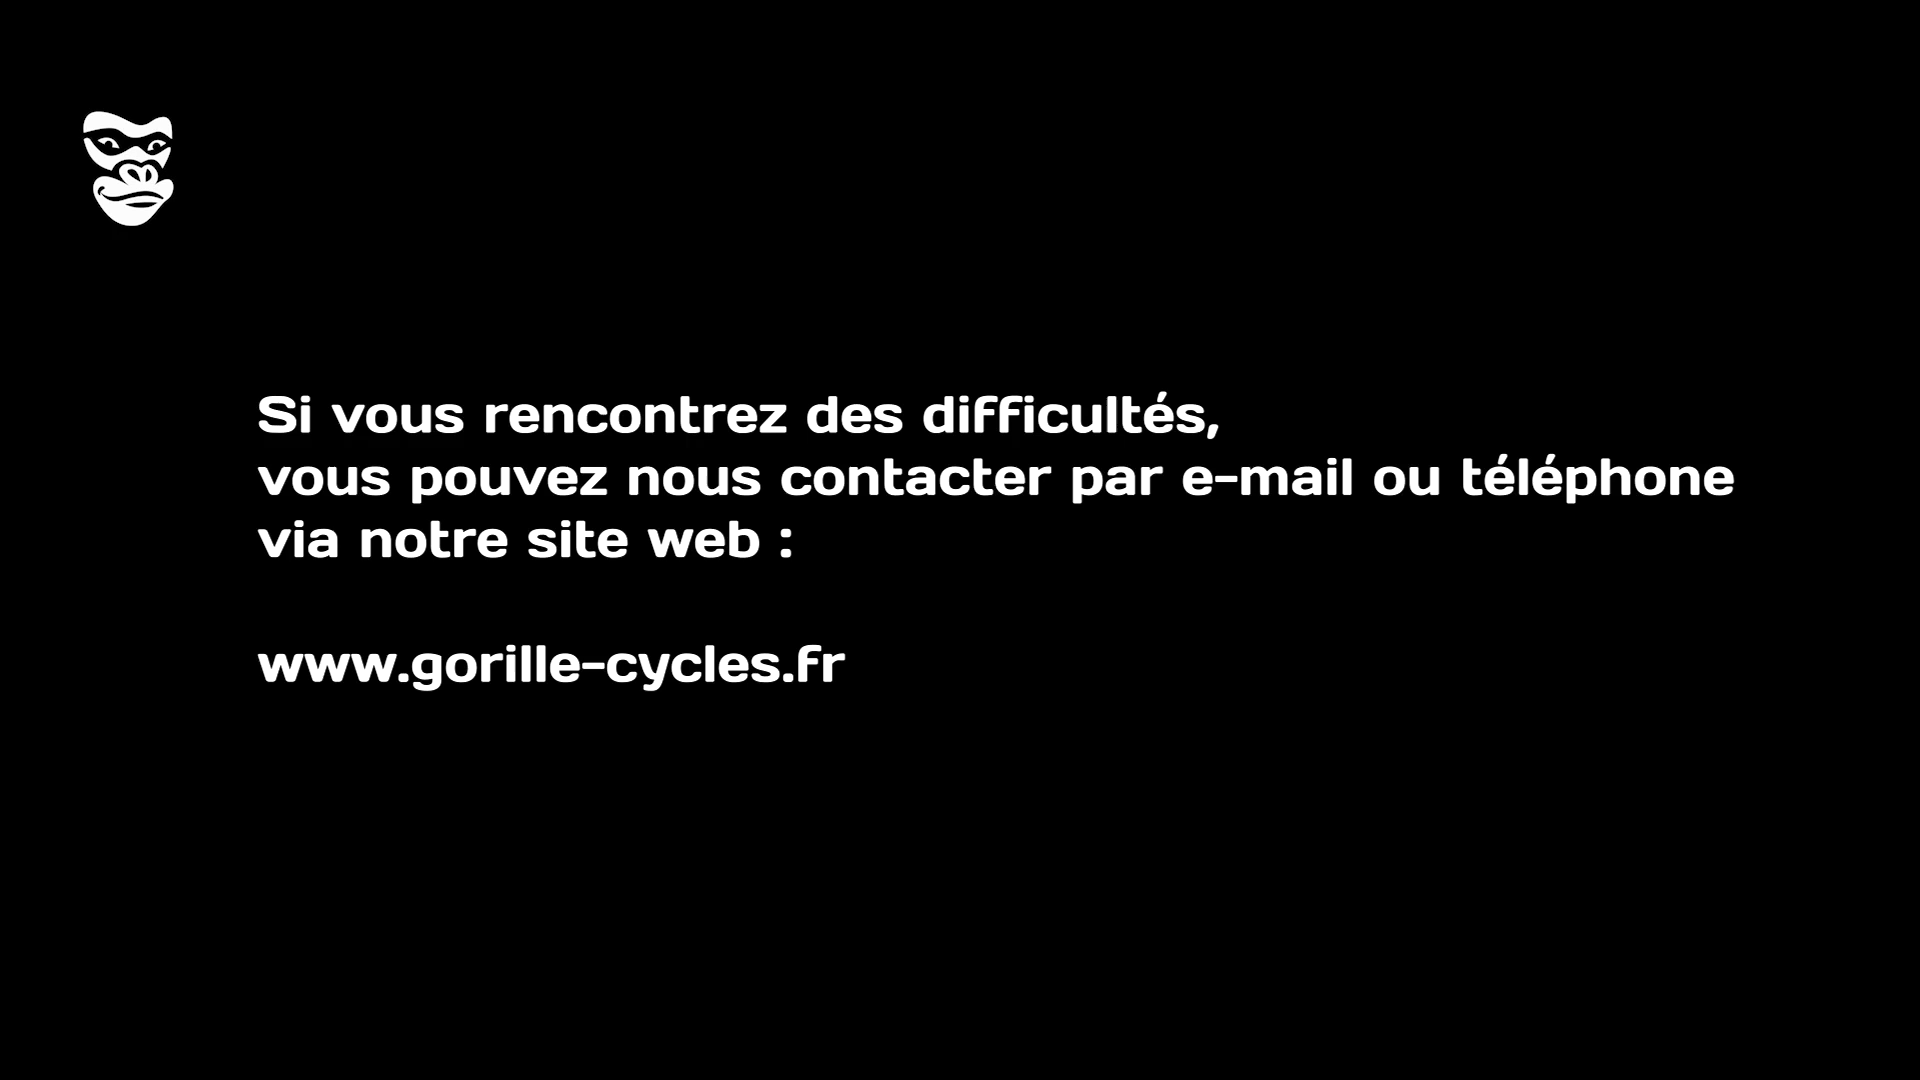 Si vous rencontrez des difficultés,
vous pouvez nous contacter par e-mail ou téléphone
via notre site web :
www.gorille-cycles.fr